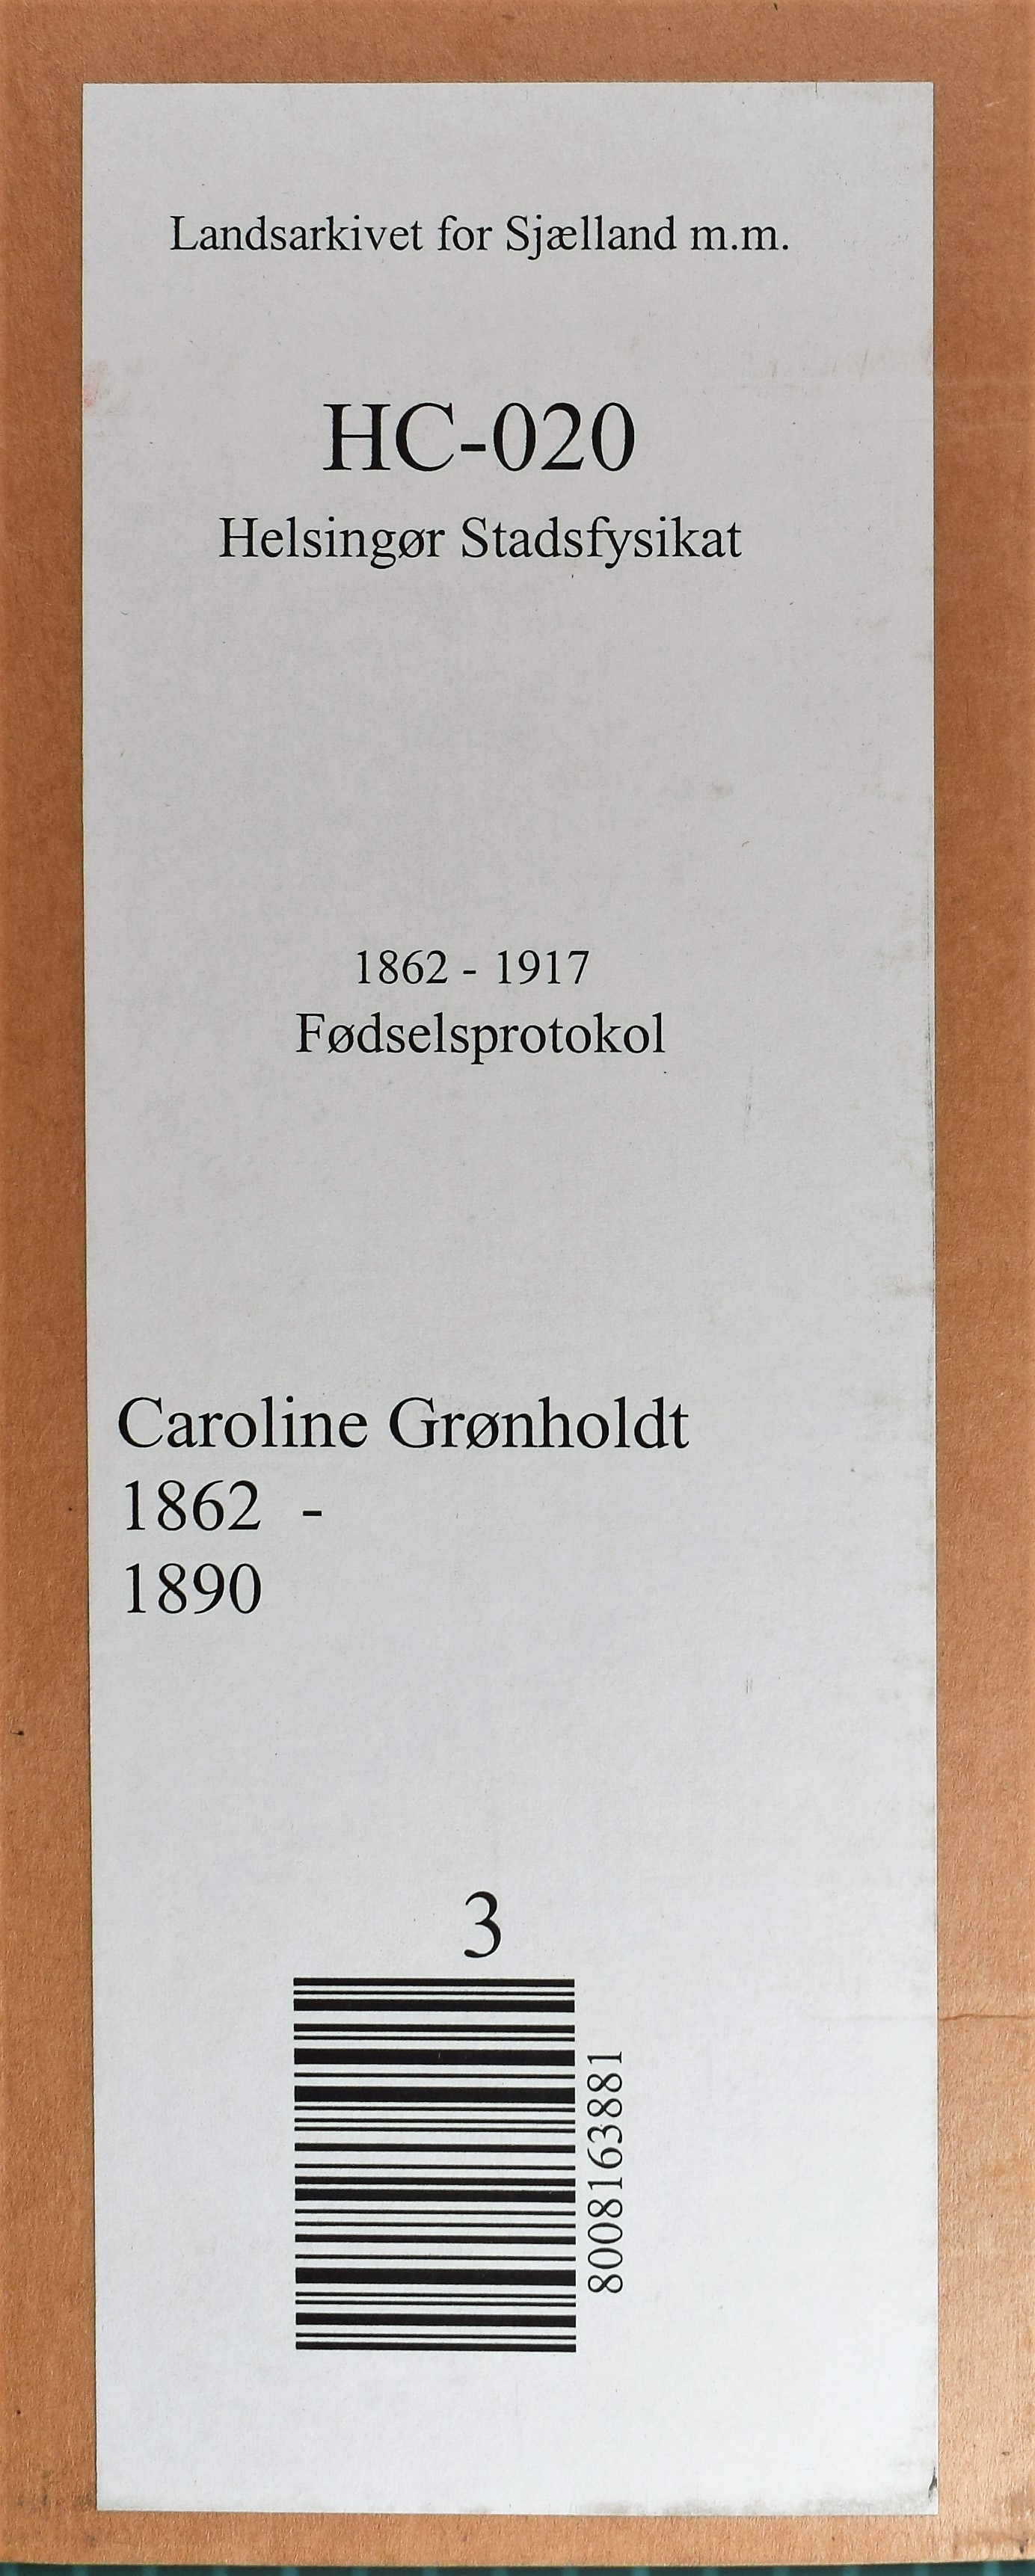 Landsarkivet for Sjælland m.m.
HC-020
Helsingør Stadsfysikat
1862 - 1917
Fødselsprotokol
Caroline Grønholdt
1862 -
1890
3
8008163881